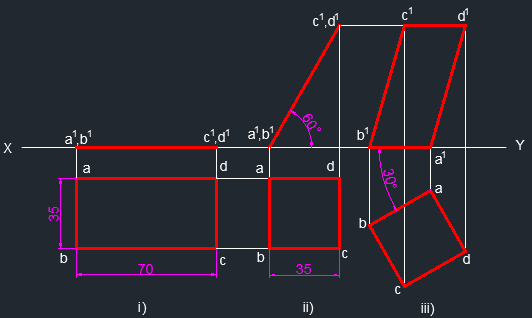 c¹,d¹
c¹
d¹
60°
a¹,b¹
c¹,d¹
a¹,b¹
b¹
X
Y
a¹
a
d
a
d
30°
a
35
b
70
c
b
35
c
b
d
c
i)
ii)
iii)